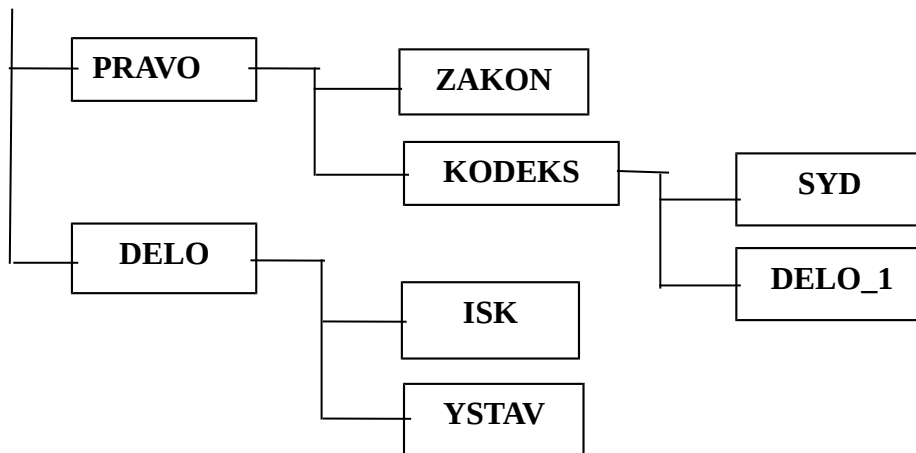 PRAVO
ZAKON
KODEKS
SYD
DELO
DELO_1
ISK
YSTAV